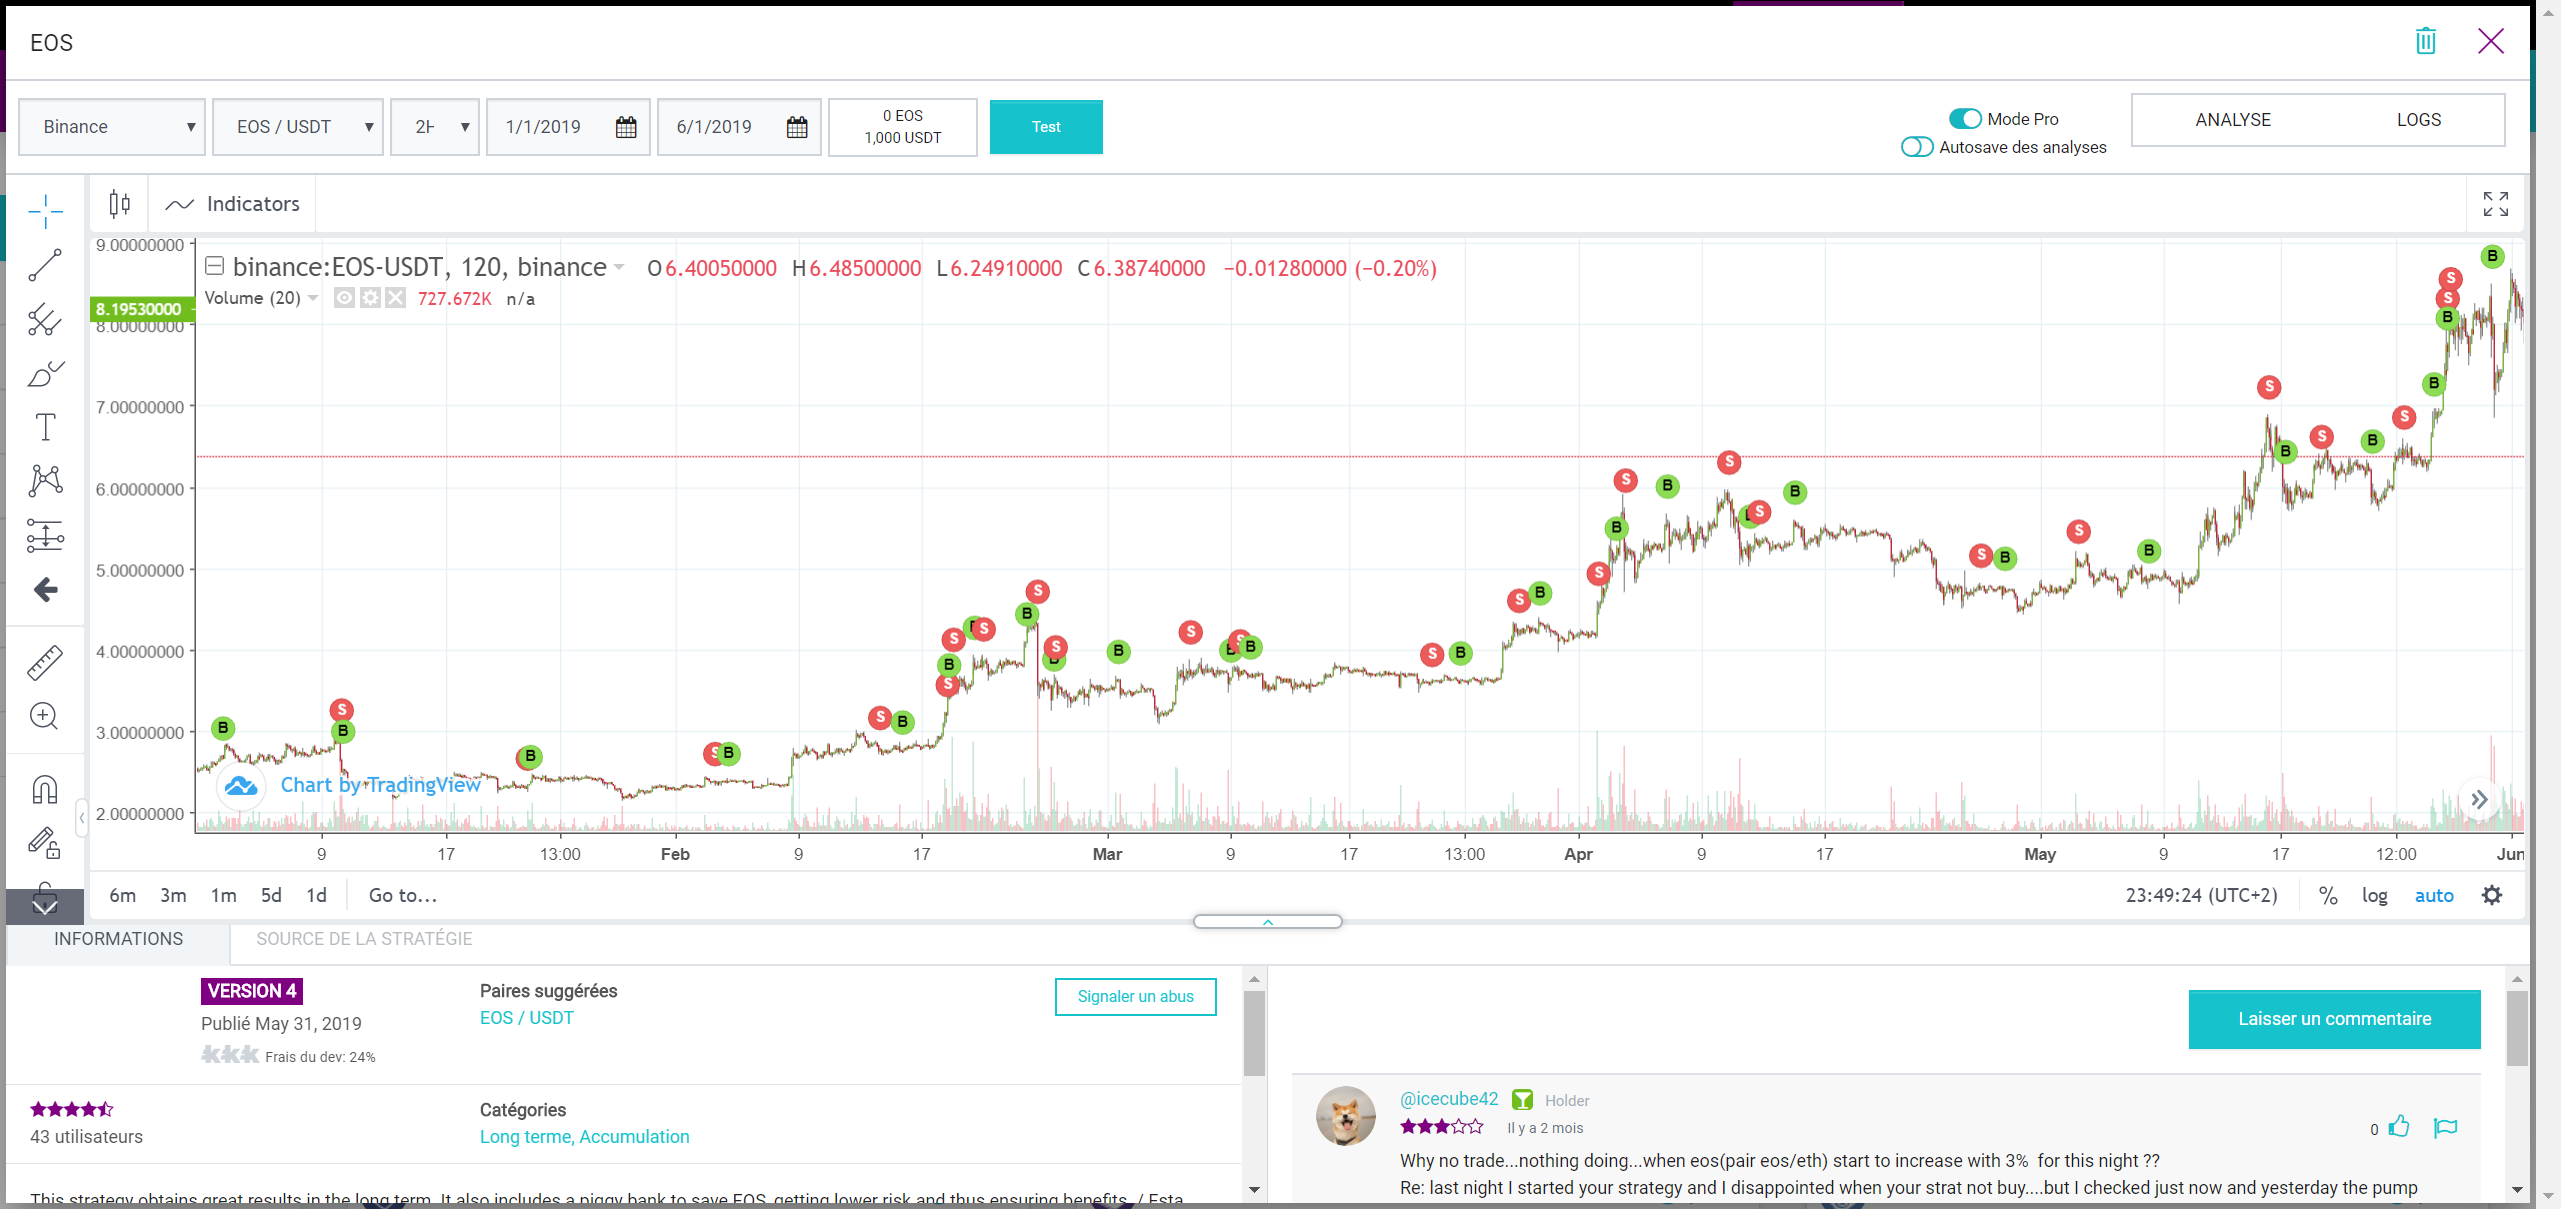 EOS
Binance ▼ EOS / USDT ▼ 2H ▼ 1/1/2019 6/1/2019
0 EOS
1,000 USDT
Test
Mode Pro
Autosave des analyses
ANALYSE LOGS
Indicators
binance:EOS-USDT, 120, binance O6.40050000 H6.48500000 L6.24910000 C6.38740000 −0.01280000 (−0.20%)
Volume (20) 727.672K n/a
9.00000000
8.19530000
8.00000000
7.00000000
6.00000000
5.00000000
4.00000000
3.00000000
2.00000000
B S B B S B S B S B S S B S S B B S B S B S S B S B S B S B S B S S B S B S B B S S B
Chart by TradingView
9 17 13:00 Feb 9 17 Mar 9 17 13:00 Apr 9 17 May 9 17 12:00 Jun
6m 3m 1m 5d 1d Go to... 23:49:24 (UTC+2) % log auto
INFORMATIONS SOURCE DE LA STRATÉGIE
VERSION 4
Publié May 31, 2019
Frais du dev: 24%
Paires suggérées
EOS / USDT
Signaler un abus
43 utilisateurs
Catégories
Long terme, Accumulation
This strategy obtains great results in the long term. It also includes a piggy bank to save EOS, getting lower risk and thus ensuring benefits. / Esta
Laisser un commentaire
@icecube42 Holder
Il y a 2 mois
0
Why no trade...nothing doing...when eos(pair eos/eth) start to increase with 3% for this night ??
Re: last night I started your strategy and I disappointed when your strat not buy....but I checked just now and yesterday the pump